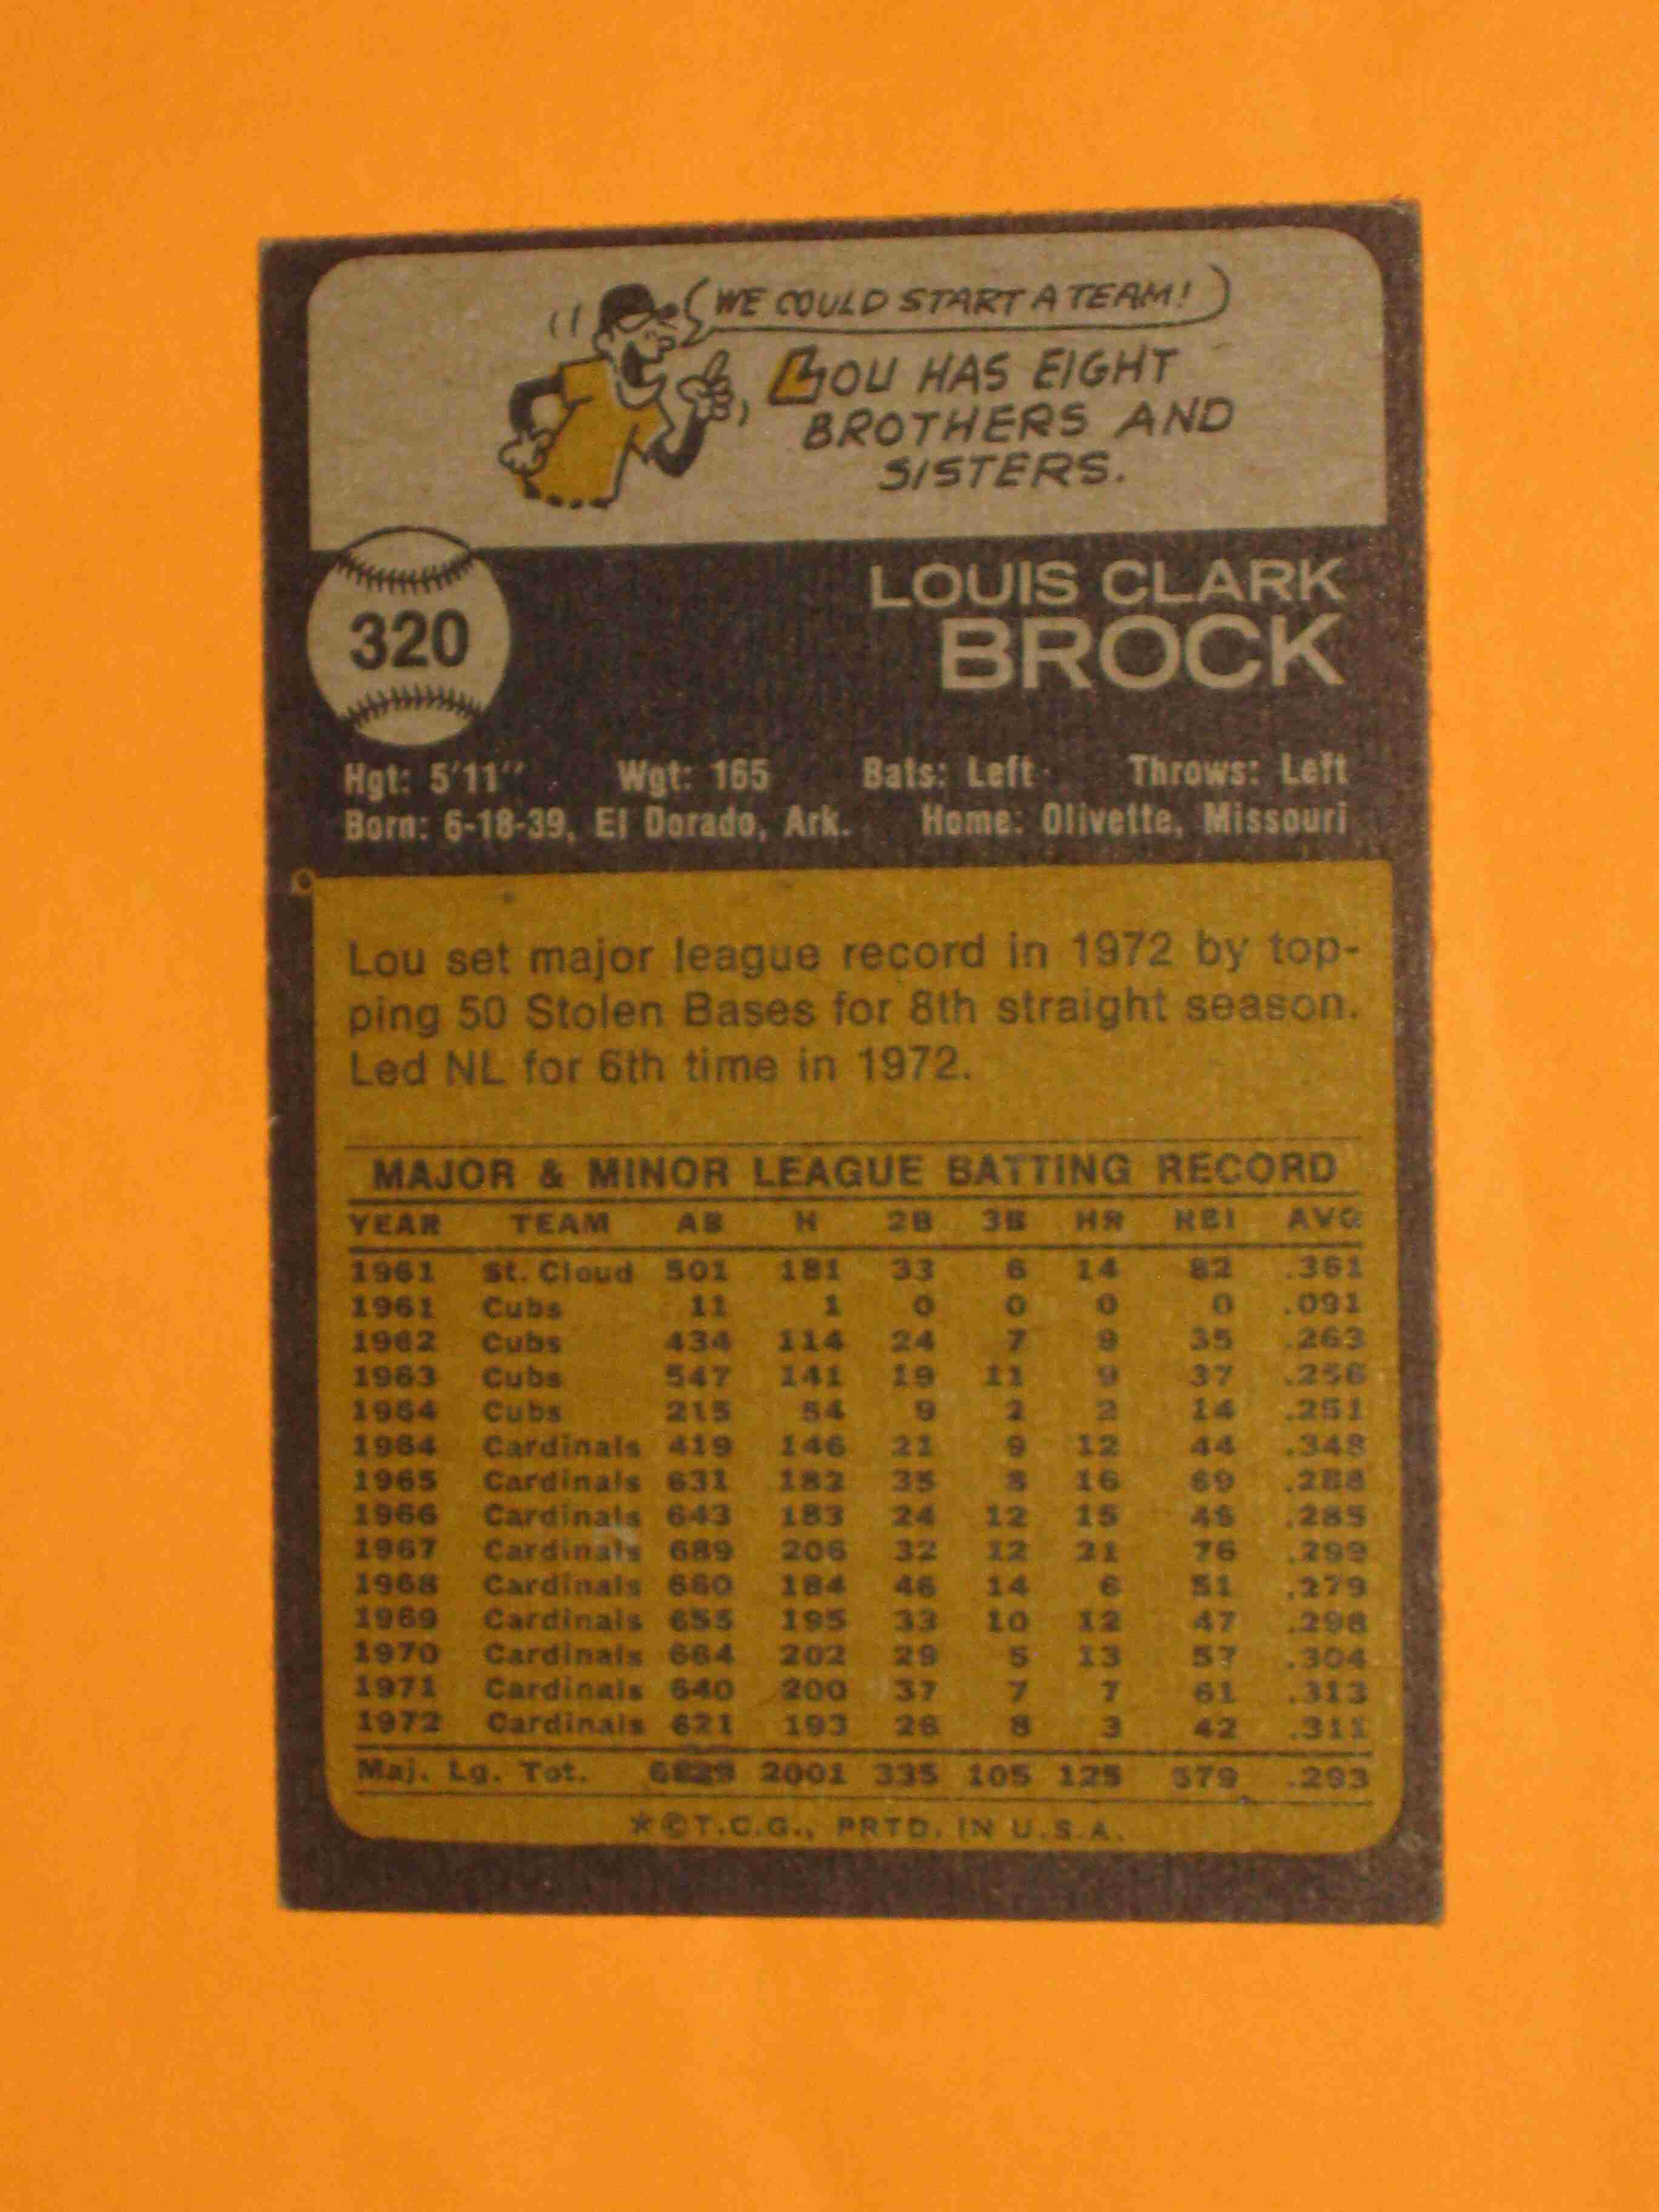 WE COULD START A TEAM!
LOU HAS EIGHT
BROTHERS AND
SISTERS.
320
LOUIS CLARK
BROCK
Hgt: 5'11" Wgt: 165 Bats: Left Throws: Left
Born: 6-18-39, El Dorado, Ark. Home: Olivette, Missouri
Lou set major league record in 1972 by top-
ping 50 Stolen Bases for 8th straight season.
Led NL for 6th time in 1972.
MAJOR & MINOR LEAGUE BATTING RECORD
YEAR TEAM AB H 2B 3B HR RBI AVG
1961 St. Cloud 501 181 33 6 14 82 .361
1961 Cubs 11 1 0 0 0 0 .091
1962 Cubs 434 114 24 7 9 35 .263
1963 Cubs 547 141 19 11 9 37 .258
1964 Cubs 215 54 9 2 2 14 .251
1964 Cardinals 419 146 21 9 12 44 .348
1965 Cardinals 631 182 35 8 16 69 .288
1966 Cardinals 643 183 24 12 15 46 .285
1967 Cardinals 689 206 32 12 21 76 .299
1968 Cardinals 660 184 46 14 6 51 .279
1969 Cardinals 655 195 33 10 12 47 .298
1970 Cardinals 664 202 29 5 13 57 .304
1971 Cardinals 640 200 37 7 7 61 .313
1972 Cardinals 621 193 26 8 3 42 .311
Maj. Lg. Tot. 6829 2001 335 105 125 579 .293
*©T.C.G., PRTD. IN U.S.A.